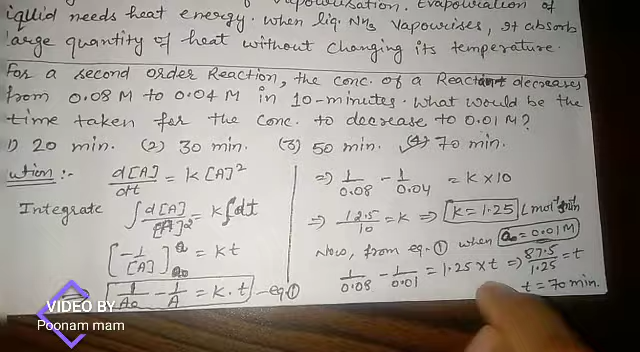 Vapourisation. Evaporation of
liquid needs heat energy. When liq. NH₃ vapourises, It absorb
large quantity of heat without changing its temperature.
For a second order Reaction, the conc. of a Reactant decreases
from 0.08 M to 0.04 M in 10-minutes. What would be the
time taken for the conc. to decrease to 0.01 M?
1) 20 min. (2) 30 min. (3) 50 min. (4) 70 min.
ution :- d[A]/dt = k [A]²
Integrate ∫ d[A]/[A]² = k∫dt
[-1/[A]]ᵃₐ₀ = kt
1/A₀ - 1/A = k.t -eq.①
⇒ 1/0.08 - 1/0.04 = k × 10
⇒ 12.5/10 = k ⇒ k = 1.25 L mol⁻¹ min
Now, from eq.① when a₀ = 0.01M
1/0.08 - 1/0.01 = 1.25 × t ⇒ 87.5/1.25 = t
t = 70 min.
VIDEO BY
Poonam mam